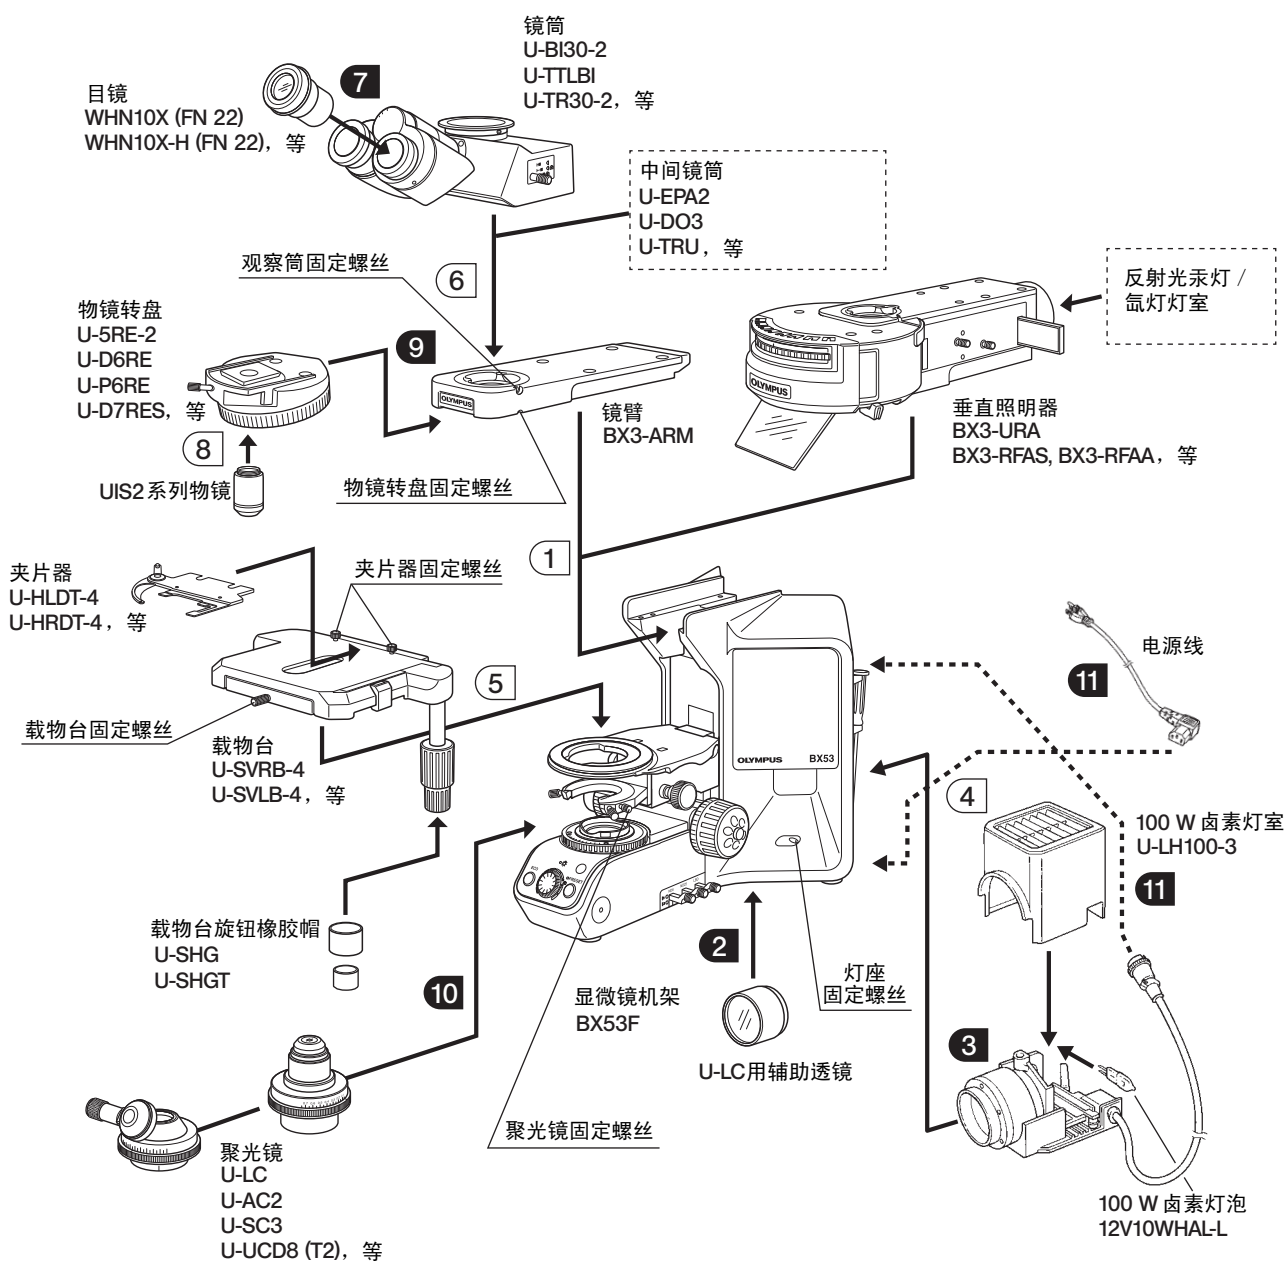 镜筒
U-BI30-2
U-TTLBI
U-TR30-2，等
7
目镜
WHN10X (FN 22)
WHN10X-H (FN 22)，等
中间镜筒
U-EPA2
U-DO3
U-TRU，等
观察筒固定螺丝
6
反射光汞灯 /
氙灯灯室
物镜转盘
U-5RE-2
U-D6RE
U-P6RE
U-D7RES，等
9
OLYMPUS
OLYMPUS
镜臂
BX3-ARM
垂直照明器
BX3-URA
BX3-RFAS, BX3-RFAA，等
8
UIS2系列物镜
物镜转盘固定螺丝
1
夹片器
U-HLDT-4
U-HRDT-4，等
夹片器固定螺丝
电源线
11
5
载物台固定螺丝
载物台
U-SVRB-4
U-SVLB-4，等
OLYMPUS BX53
4
100 W 卤素灯室
U-LH100-3
11
载物台旋钮橡胶帽
U-SHG
U-SHGT
10
显微镜机架
BX53F
2
灯座
固定螺丝
U-LC用辅助透镜
3
聚光镜固定螺丝
聚光镜
U-LC
U-AC2
U-SC3
U-UCD8 (T2)，等
100 W 卤素灯泡
12V10WHAL-L